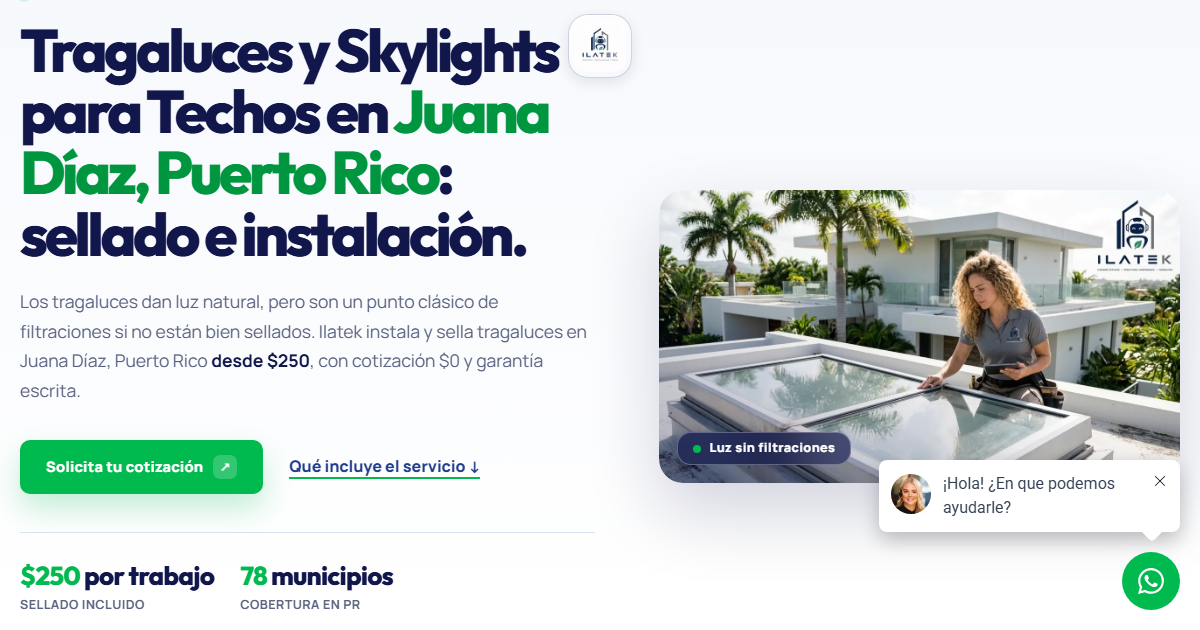 Tragaluces y Skylights
ILATEK
para Techos en Juana
Díaz, Puerto Rico:
sellado e instalación.
Los tragaluces dan luz natural, pero son un punto clásico de
filtraciones si no están bien sellados. Ilatek instala y sella tragaluces en
Juana Díaz, Puerto Rico desde $250, con cotización $0 y garantía
escrita.
Solicita tu cotización ↗
Qué incluye el servicio ↓
$250 por trabajo
SELLADO INCLUIDO
78 municipios
COBERTURA EN PR
ILATEK
Luz sin filtraciones
¡Hola! ¿En que podemos
ayudarle?